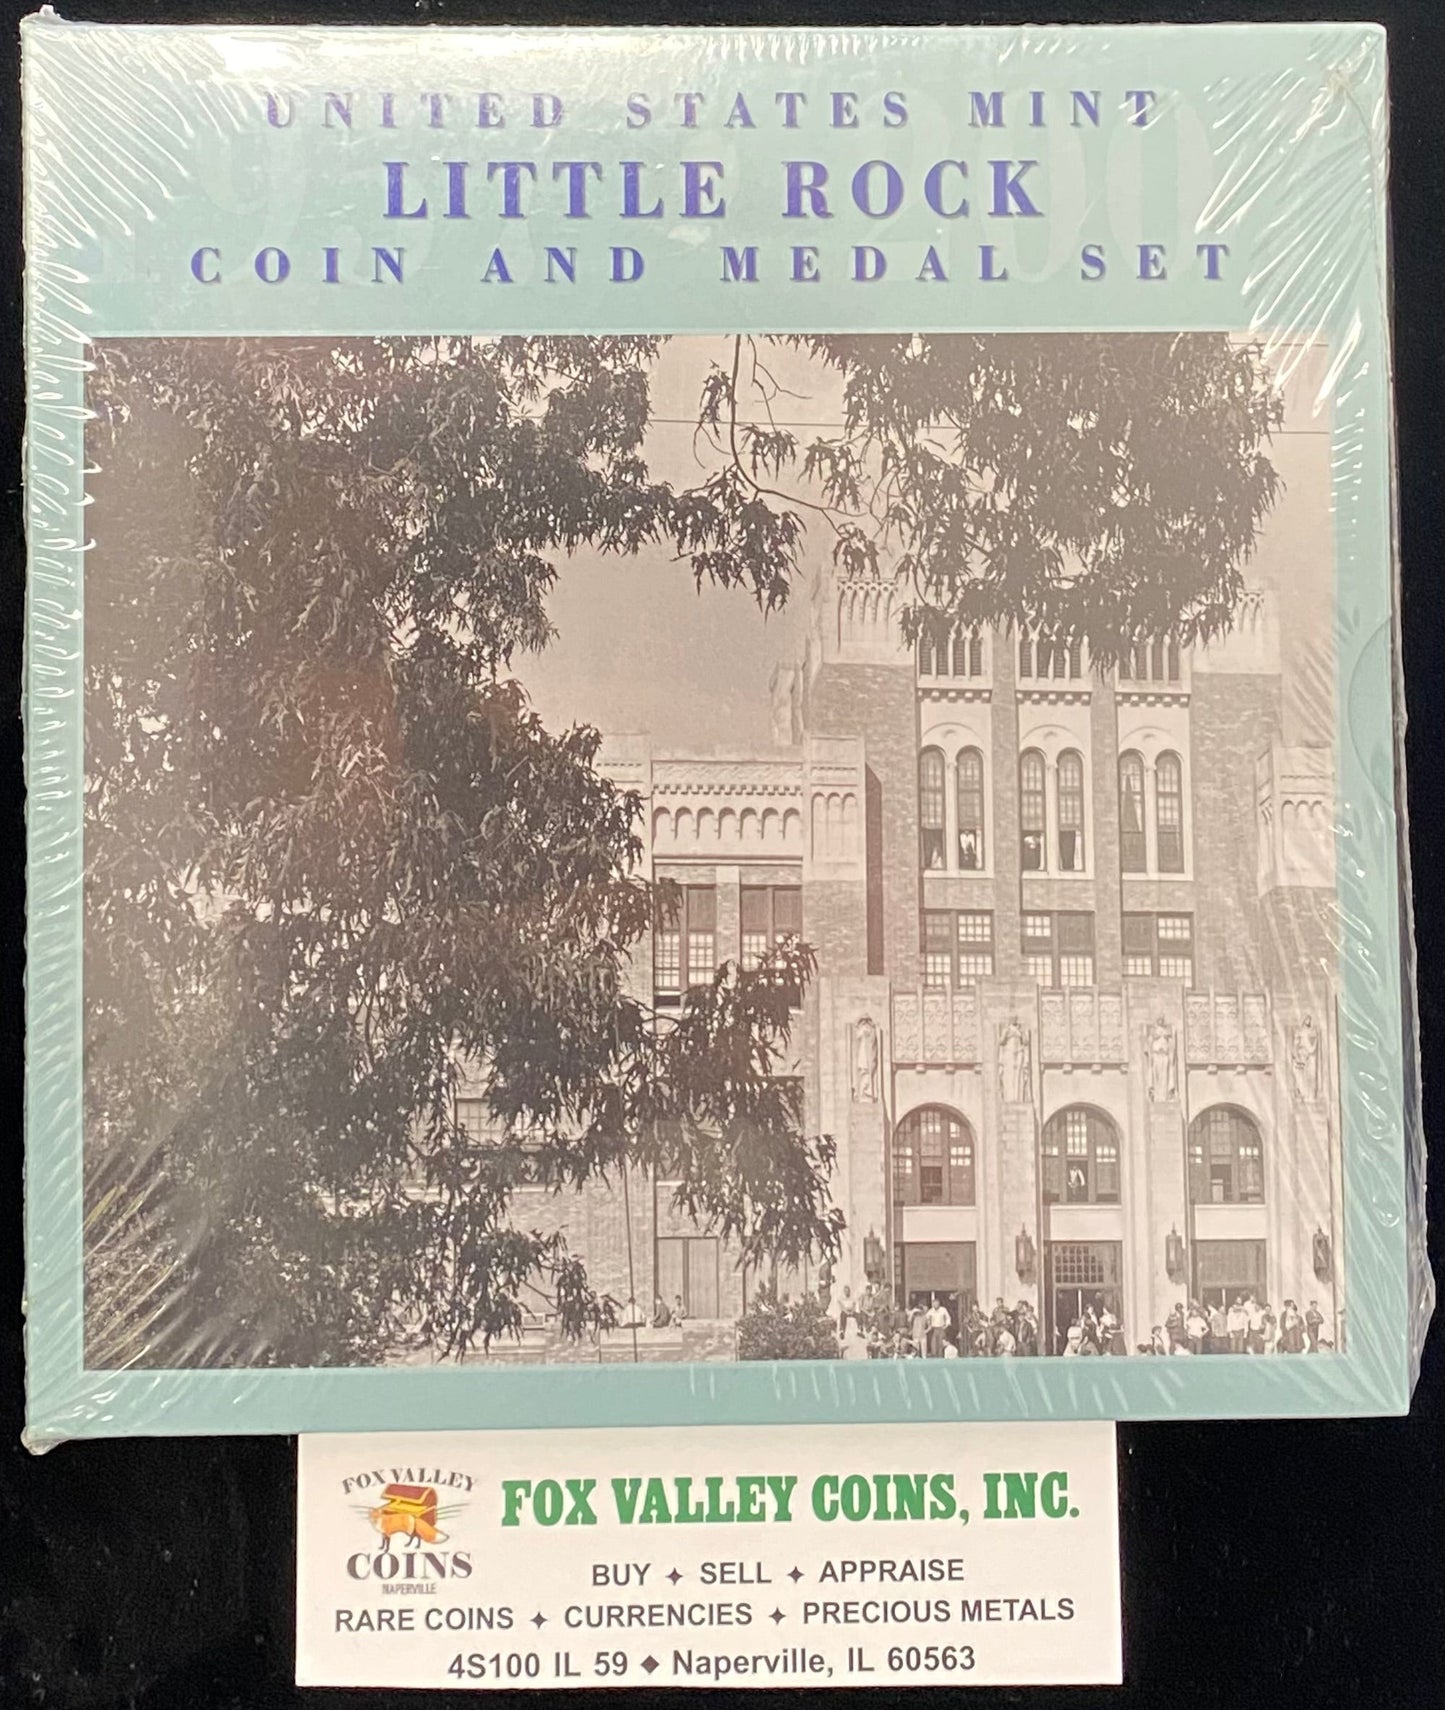 UNITED STATES MINT
LITTLE ROCK
COIN AND MEDAL SET
FOX VALLEY
COINS
NAPERVILLE
FOX VALLEY COINS, INC.
BUY ✦ SELL ✦ APPRAISE
RARE COINS ✦ CURRENCIES ✦ PRECIOUS METALS
4S100 IL 59 ◆ Naperville, IL 60563